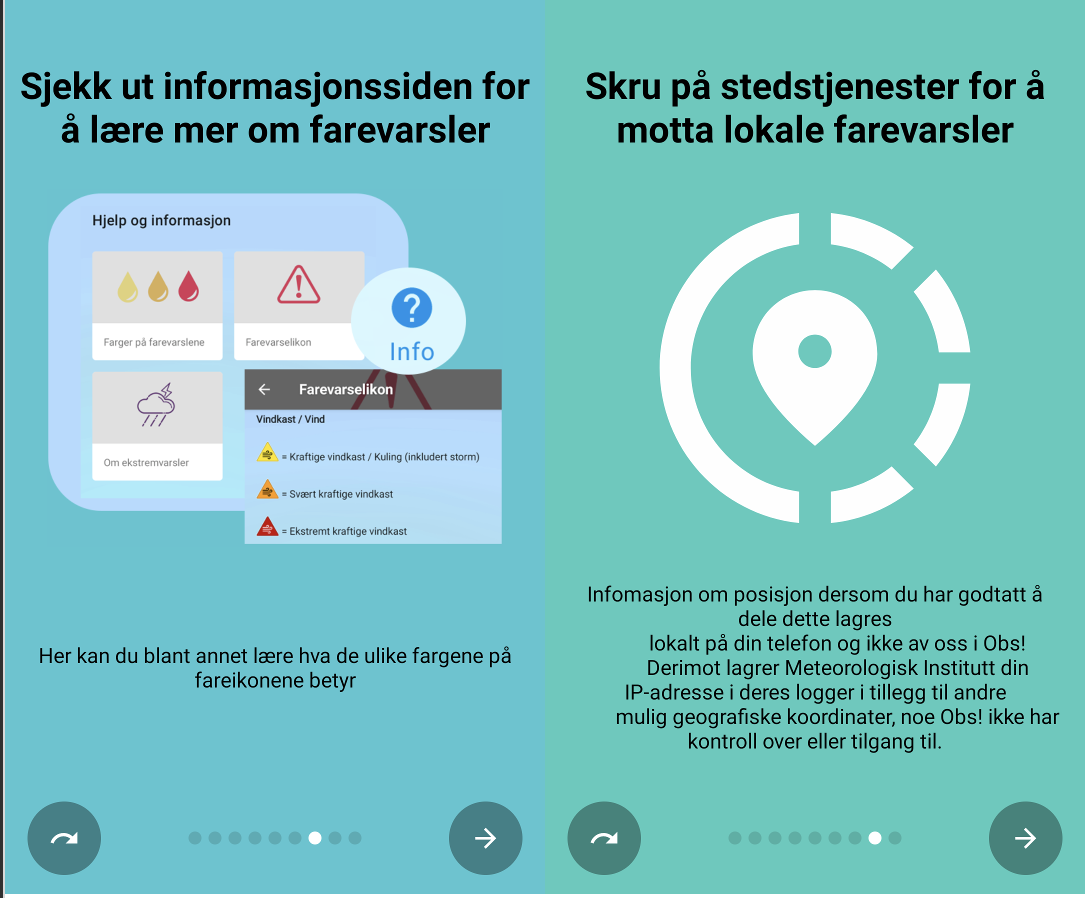 Sjekk ut informasjonssiden for
å lære mer om farevarsler
Hjelp og informasjon
Farger på farevarslene
Farevarselikon
Info
Om ekstremvarsler
Farevarselikon
Vindkast / Vind
= Kraftige vindkast / Kuling (inkludert storm)
= Svært kraftige vindkast
= Ekstremt kraftige vindkast
Her kan du blant annet lære hva de ulike fargene på
fareikonene betyr
Skru på stedstjenester for å
motta lokale farevarsler
Infomasjon om posisjon dersom du har godtatt å
dele dette lagres
lokalt på din telefon og ikke av oss i Obs!
Derimot lagrer Meteorologisk Institutt din
IP-adresse i deres logger i tillegg til andre
mulig geografiske koordinater, noe Obs! ikke har
kontroll over eller tilgang til.